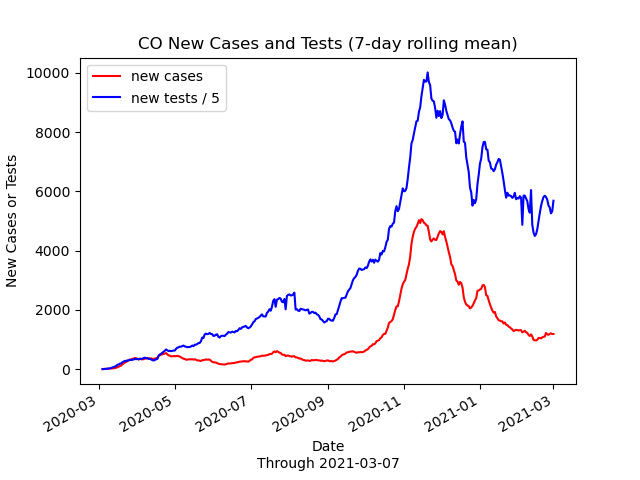 CO New Cases and Tests (7-day rolling mean)
new cases
new tests / 5
10000
8000
6000
4000
2000
0
New Cases or Tests
2020-03
2020-05
2020-07
2020-09
2020-11
2021-01
2021-03
Date
Through 2021-03-07